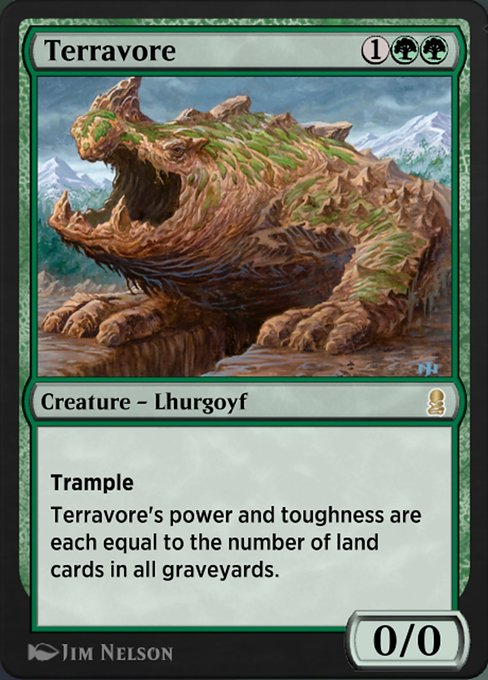 Terravore 1
Creature – Lhurgoyf
Trample
Terravore's power and toughness are
each equal to the number of land
cards in all graveyards.
0/0
JIM NELSON